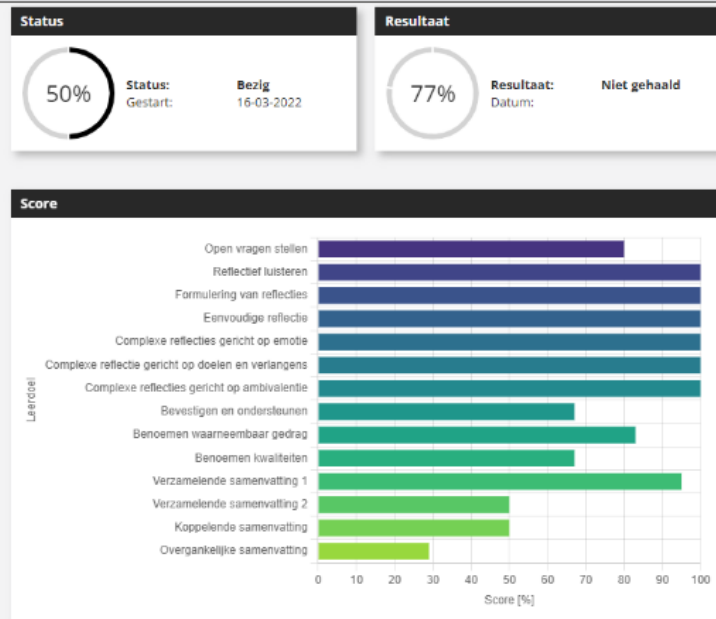 Status
50%
Status: Bezig
Gestart: 16-03-2022
Resultaat
77%
Resultaat: Niet gehaald
Datum:
Score
Leerdoel
Open vragen stellen
Reflectief luisteren
Formulering van reflecties
Eenvoudige reflectie
Complexe reflecties gericht op emotie
Complexe reflectie gericht op doelen en verlangens
Complexe reflecties gericht op ambivalentie
Bevestigen en ondersteunen
Benoemen waarneembaar gedrag
Benoemen kwaliteiten
Verzamelende samenvatting 1
Verzamelende samenvatting 2
Koppelende samenvatting
Overgankelijke samenvatting
0 10 20 30 40 50 60 70 80 90 100
Score [%]